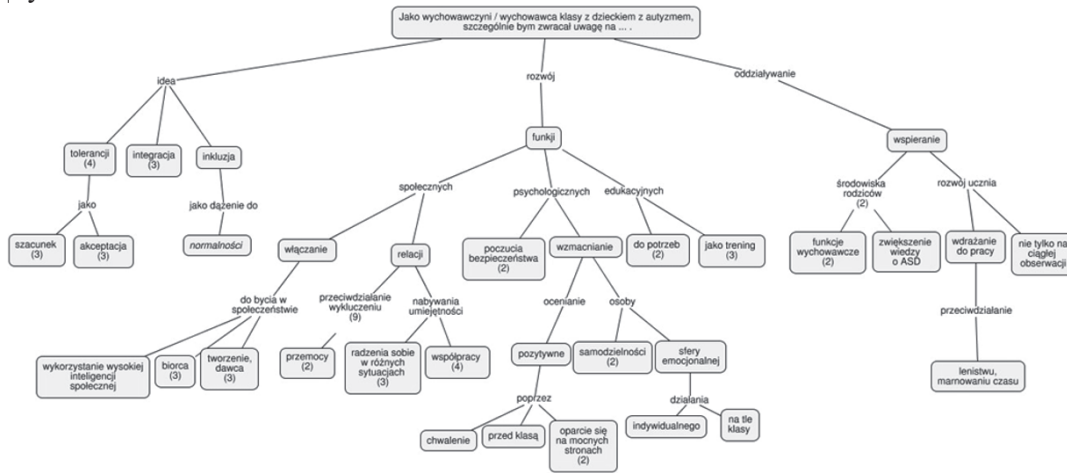 Jako wychowawczyni / wychowawca klasy z dzieckiem z autyzmem,
szczególnie bym zwracał uwagę na ... .
idea
rozwój
oddziaływanie
tolerancji
(4)
integracja
(3)
inkluzja
funkji
wspieranie
jako
jako dążenie do
społecznych
psychologicznych
edukacyjnych
środowiska
rodziców
(2)
rozwój ucznia
szacunek
(3)
akceptacja
(3)
normalności
włączanie
relacji
poczucia
bezpieczeństwa
(2)
wzmacnianie
do potrzeb
(2)
jako trening
(3)
funkcje
wychowawcze
(2)
zwiększenie
wiedzy
o ASD
wdrażanie
do pracy
nie tylko na
ciągłej
obserwacji
do bycia w
społeczeństwie
przeciwdziałanie
wykluczeniu
(9)
nabywania
umiejętności
ocenianie
osoby
przeciwdziałanie
wykorzystanie wysokiej
inteligencji
społecznej
biorca
(3)
tworzenie,
dawca
(3)
przemocy
(2)
radzenia sobie
w różnych
sytuacjach
(3)
współpracy
(4)
pozytywne
samodzielności
(2)
sfery
emocjonalnej
lenistwu,
marnowaniu czasu
poprzez
działania
chwalenie
przed klasą
oparcie się
na mocnych
stronach
(2)
indywidualnego
na tle
klasy